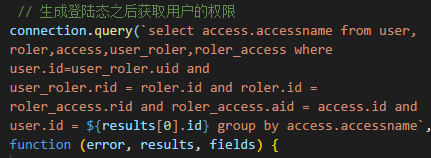 // 生成登陆态之后获取用户的权限
connection.query(`select access.accessname from user,
roler,access,user_roler,roler_access where
user.id=user_roler.uid and
user_roler.rid = roler.id and roler.id =
roler_access.rid and roler_access.aid = access.id and
user.id = ${results[0].id} group by access.accessname`,
function (error, results, fields) {